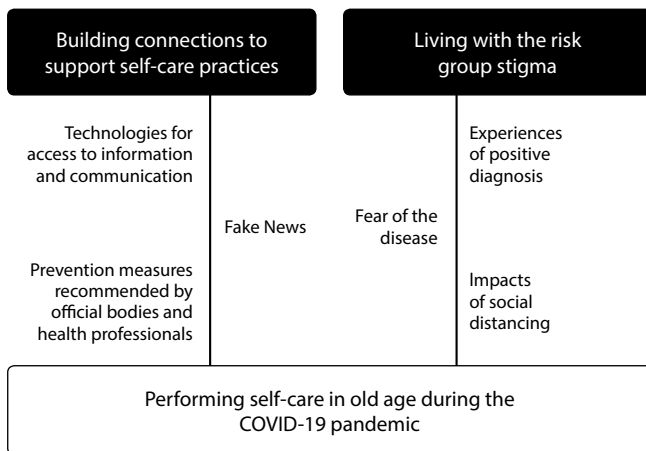 Building connections to
support self-care practices
Living with the risk
group stigma
Technologies for
access to information
and communication
Fake News
Prevention measures
recommended by
official bodies and
health professionals
Experiences
of positive
diagnosis
Fear of the
disease
Impacts
of social
distancing
Performing self-care in old age during the
COVID-19 pandemic